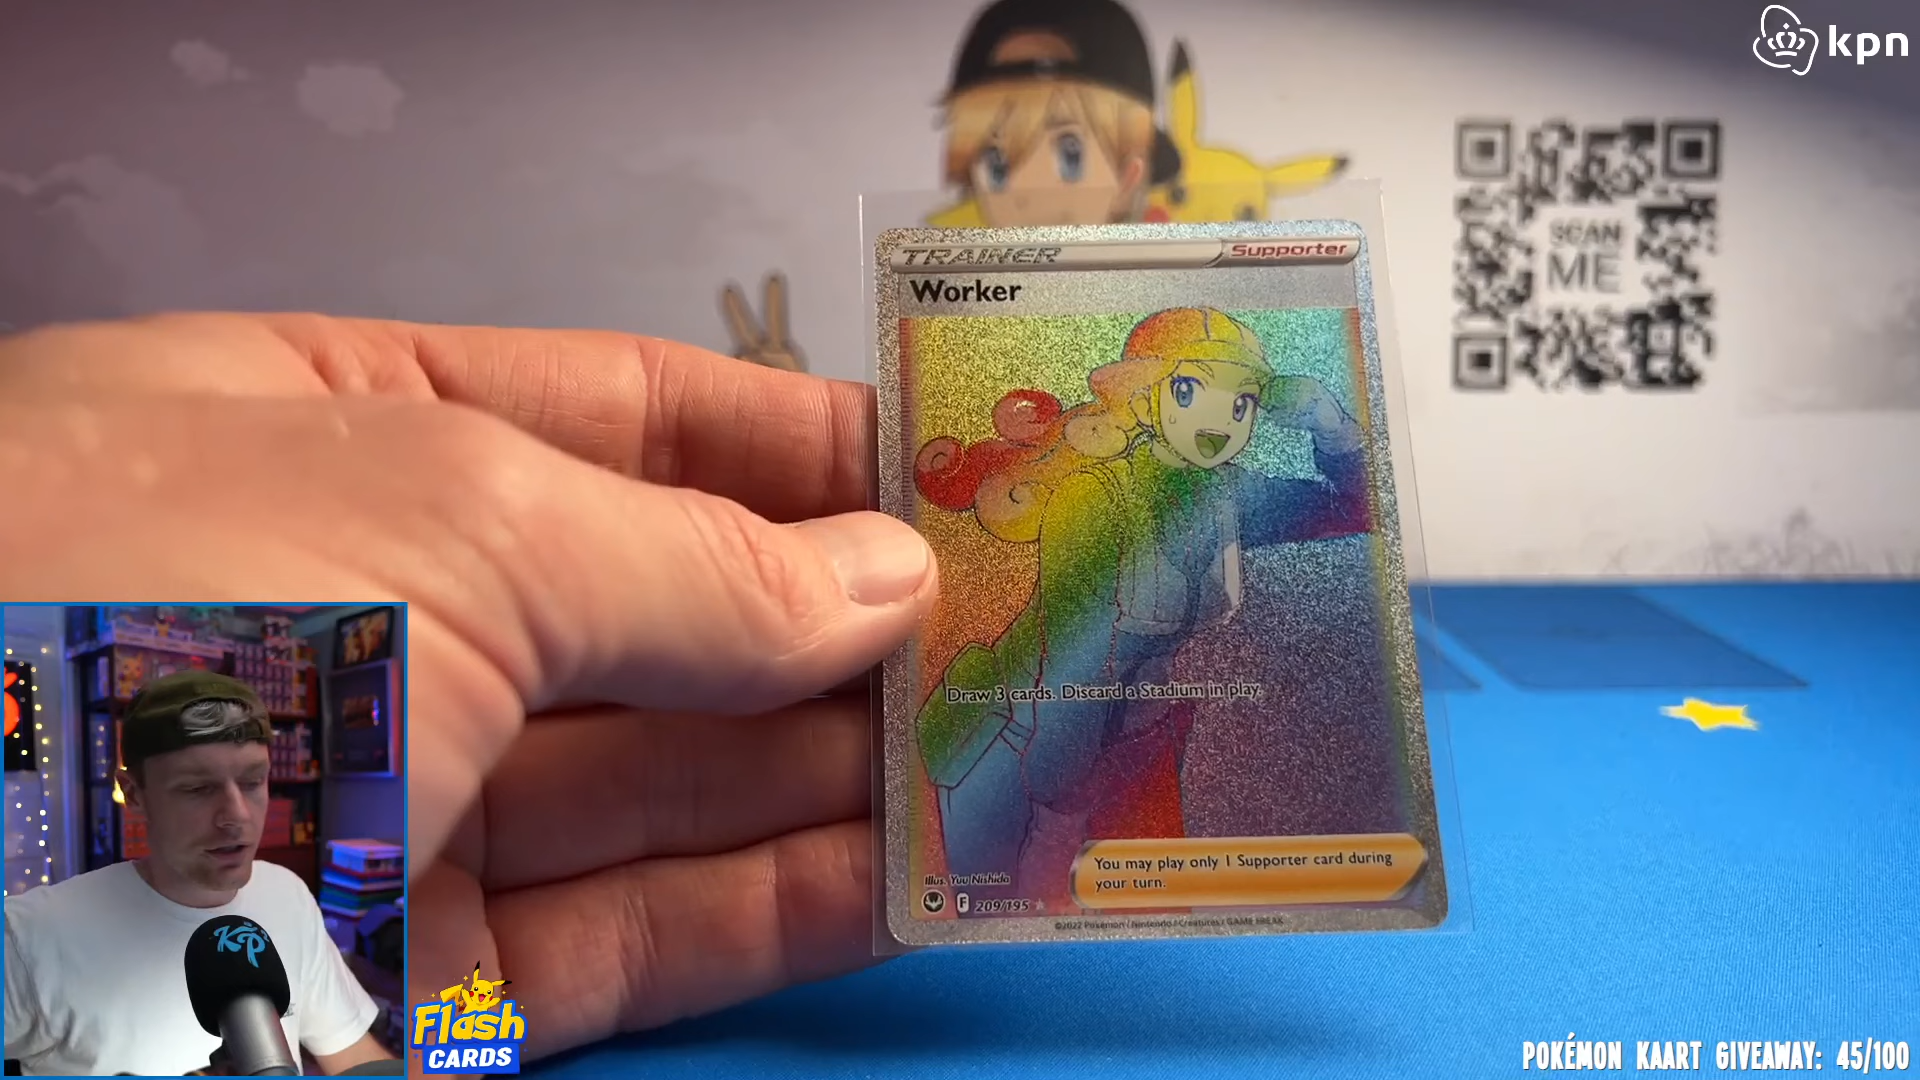 kpn
SCAN
ME
TRAINER
Supporter
Worker
Draw 3 cards. Discard a Stadium in play.
You may play only 1 Supporter card during
your turn.
Illus. Yuu Nishida
F 209/195
©2022 Pokémon / Nintendo / Creatures / GAME FREAK
KP
Flash
CARDS
POKÉMON KAART GIVEAWAY: 45/100